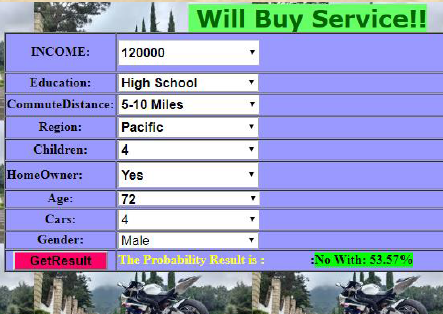 Will Buy Service!!
INCOME: 120000
Education: High School
CommuteDistance: 5-10 Miles
Region: Pacific
Children: 4
HomeOwner: Yes
Age: 72
Cars: 4
Gender: Male
GetResult The Probability Result is : :No With: 53.57%